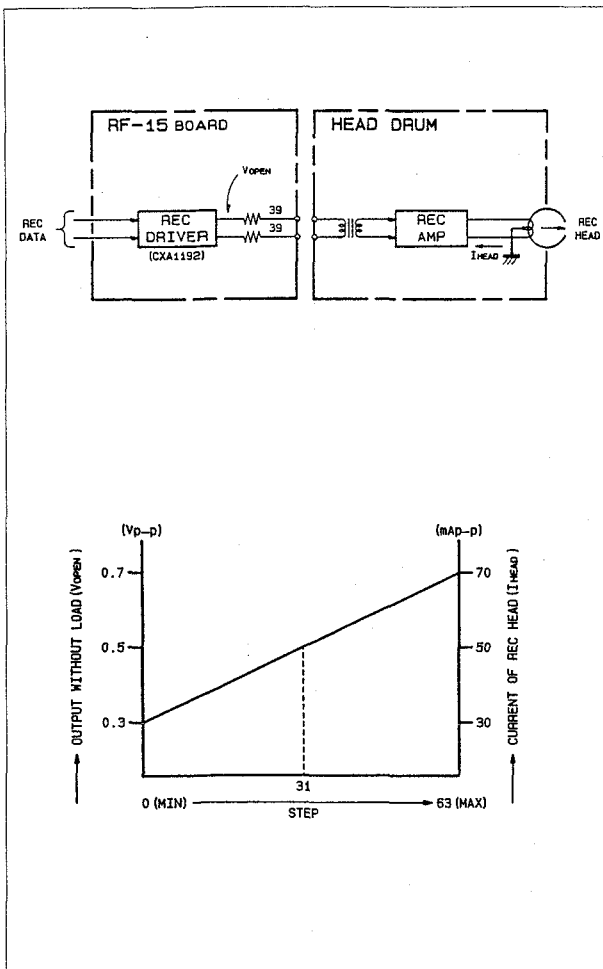 RF-15 BOARD
HEAD DRUM
VOPEN
39
39
REC DATA
REC DRIVER
(CXA1192)
REC AMP
IHEAD
REC HEAD
(Vp-p)
(mAp-p)
OUTPUT WITHOUT LOAD (VOPEN)
0.7
0.5
0.3
70
50
30
CURRENT OF REC HEAD (IHEAD)
31
0 (MIN)
63 (MAX)
STEP